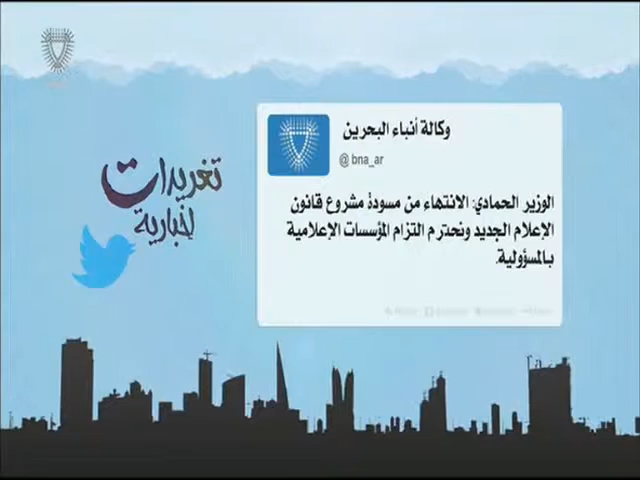 تغريدات
إخبارية
وكالة أنباء البحرين
@bna_ar
الوزير الحمادي: الانتهاء من مسودة مشروع قانون
الإعلام الجديد ونحترم التزام المؤسسات الإعلامية
بالمسؤولية.